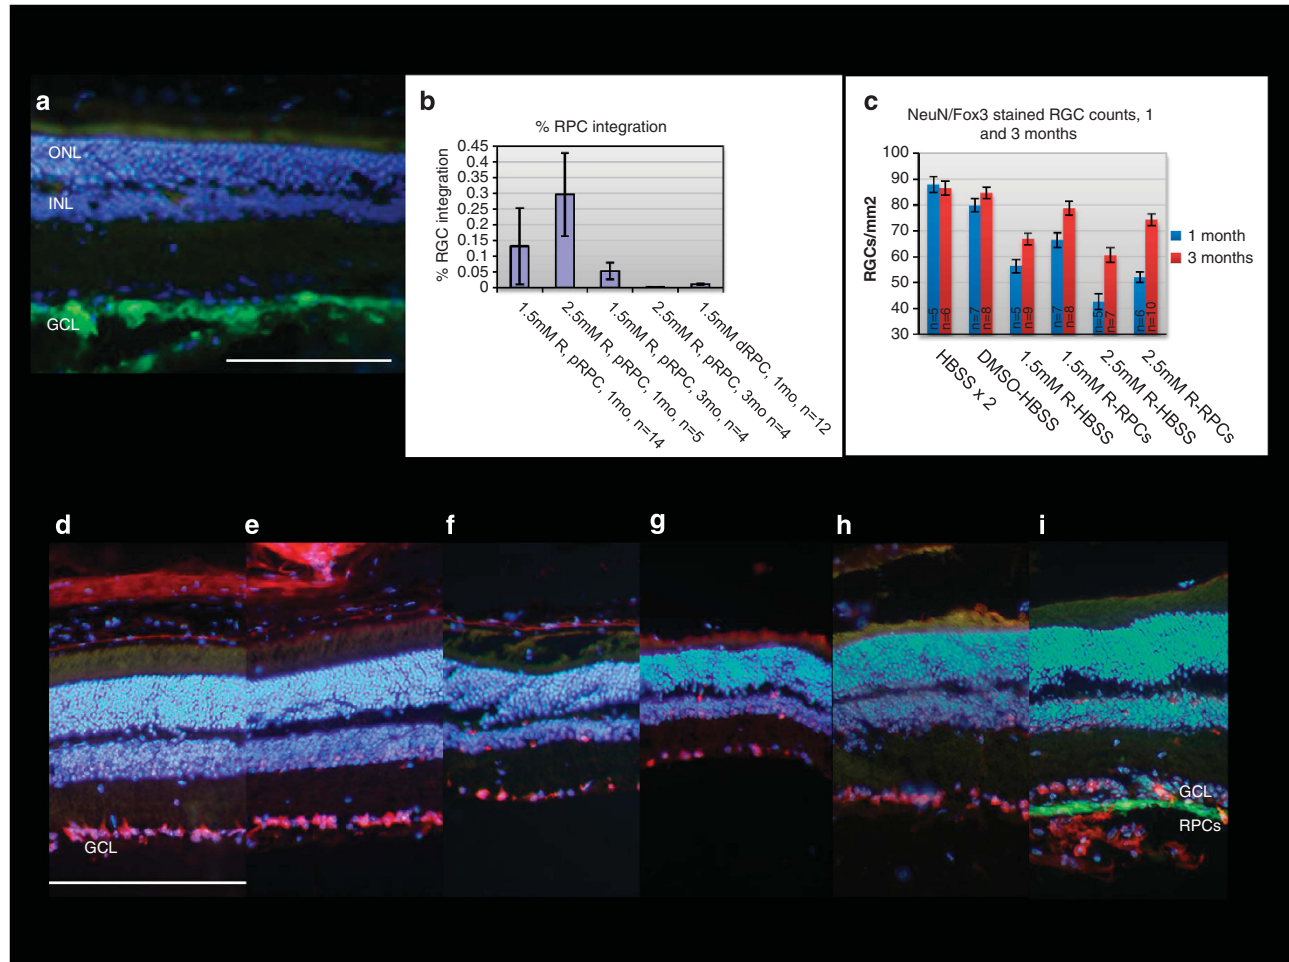 a
ONL
INL
GCL
b
% RPC integration
% RGC integration
0.45
0.4
0.35
0.3
0.25
0.2
0.15
0.1
0.05
0
1.5mM R, pRPC, 1mo, n=14
2.5mM R, pRPC, 1mo, n=5
1.5mM R, pRPC, 3mo, n=4
2.5mM R, pRPC, 3mo n=4
1.5mM dRPC, 1mo, n=12
c
NeuN/Fox3 stained RGC counts, 1
and 3 months
RGCs/mm2
100
90
80
70
60
50
40
30
n=5
n=6
n=7
n=8
n=5
n=9
n=7
n=8
n=5
n=7
n=6
n=10
HBSS x 2
DMSO-HBSS
1.5mM R-HBSS
1.5mM R-RPCs
2.5mM R-HBSS
2.5mM R-RPCs
1 month
3 months
d
GCL
e
f
g
h
i
GCL
RPCs